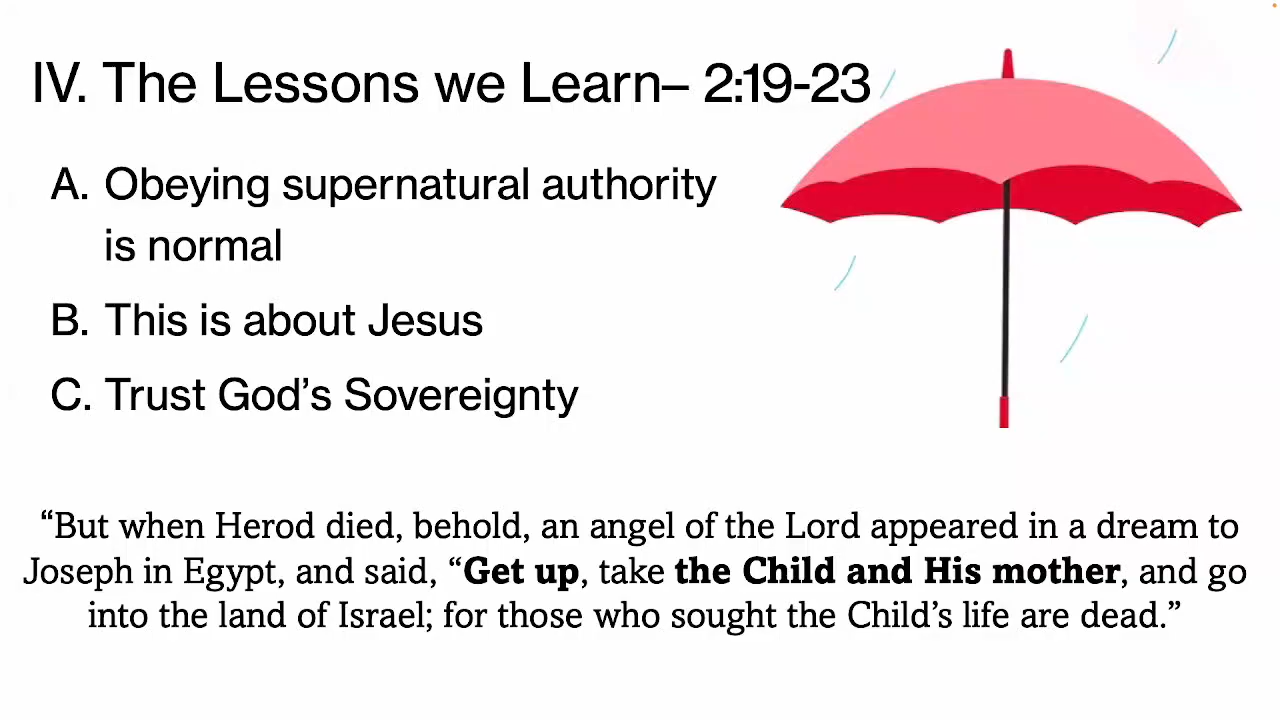 IV. The Lessons we Learn– 2:19-23
A. Obeying supernatural authority
is normal
B. This is about Jesus
C. Trust God’s Sovereignty
“But when Herod died, behold, an angel of the Lord appeared in a dream to
Joseph in Egypt, and said, “Get up, take the Child and His mother, and go
into the land of Israel; for those who sought the Child’s life are dead.”